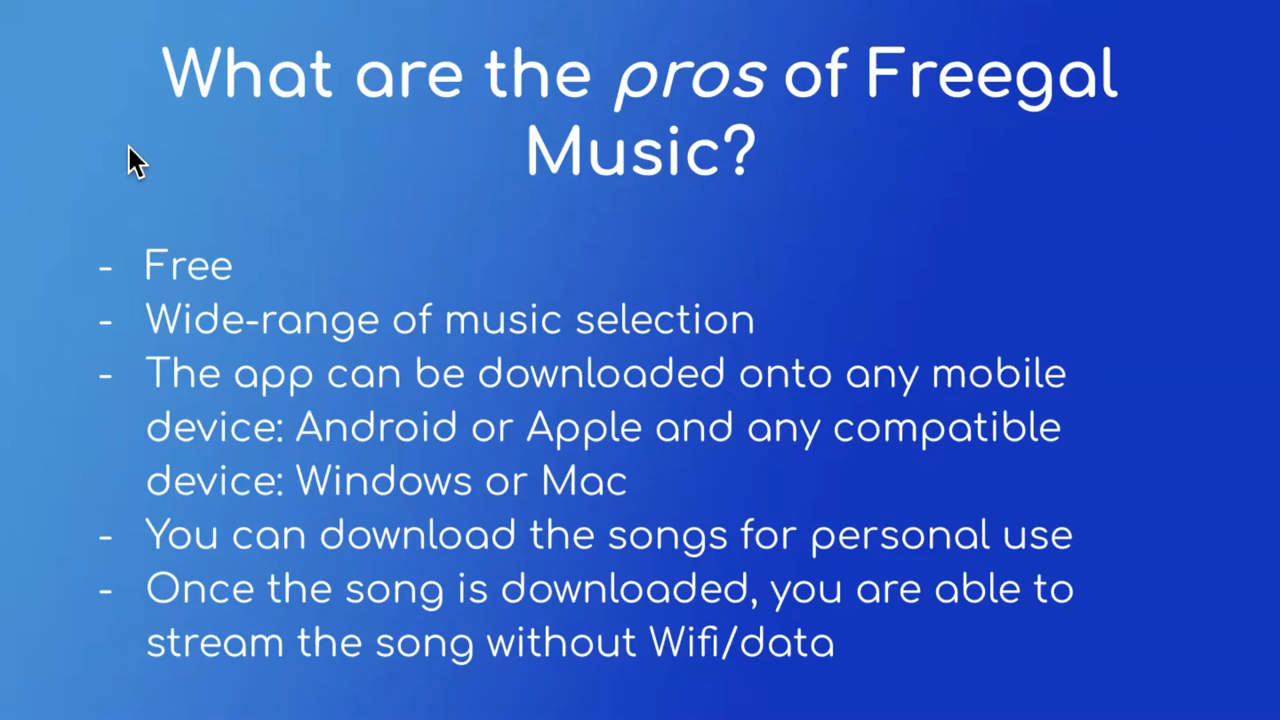 What are the pros of Freegal
Music?
- Free
- Wide-range of music selection
- The app can be downloaded onto any mobile
device: Android or Apple and any compatible
device: Windows or Mac
- You can download the songs for personal use
- Once the song is downloaded, you are able to
stream the song without Wifi/data